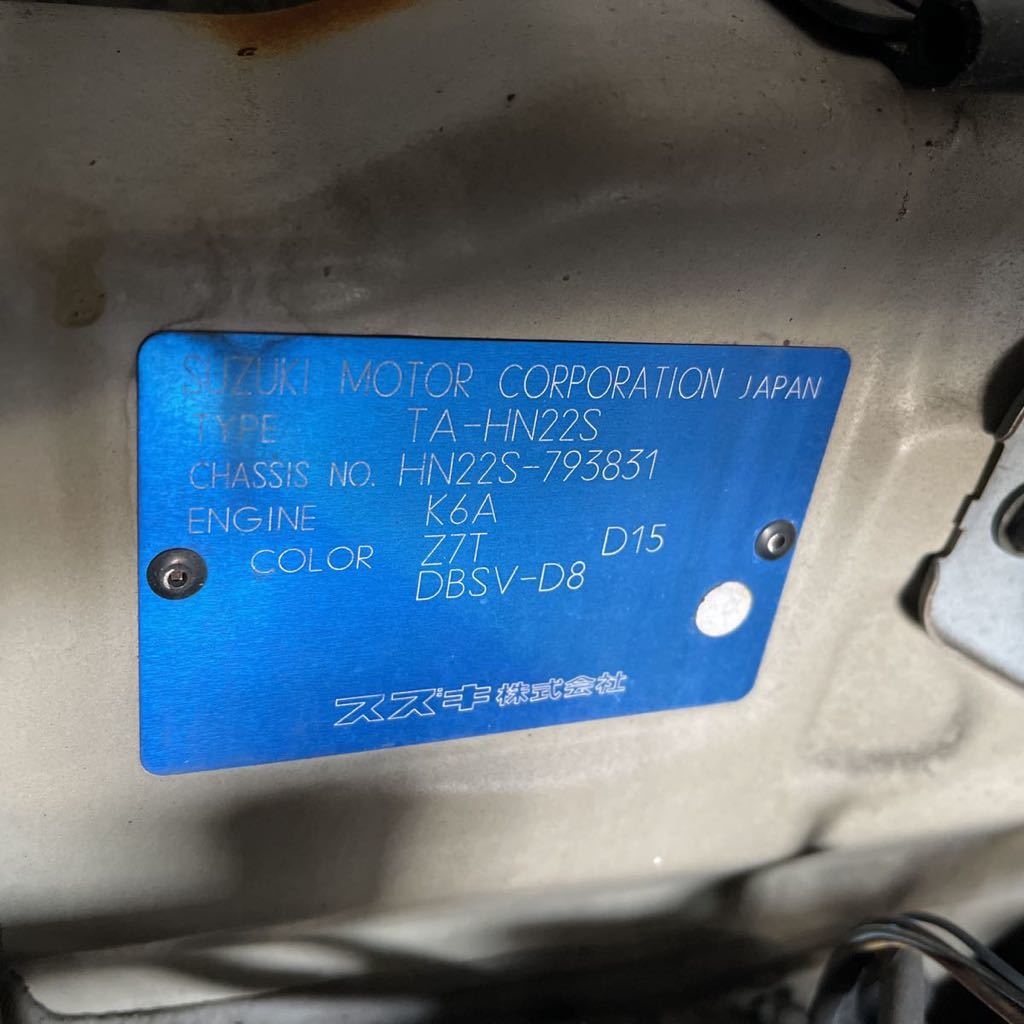 SUZUKI MOTOR CORPORATION JAPAN
TYPE TA-HN22S
CHASSIS NO. HN22S-793831
ENGINE K6A
COLOR Z7T D15
DBSV-D8
スズキ株式会社